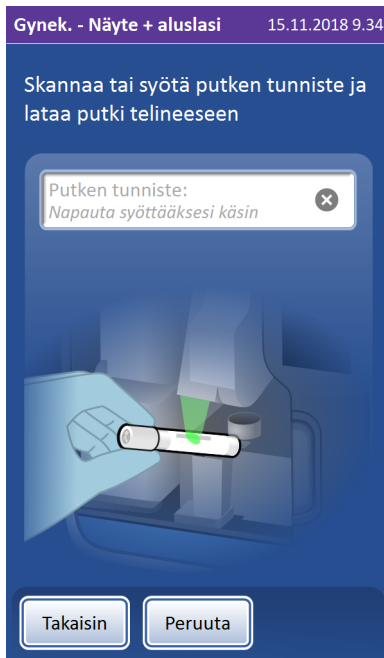 Gynek. - Näyte + aluslasi 15.11.2018 9.34
Skannaa tai syötä putken tunniste ja
lataa putki telineeseen
Putken tunniste:
Napauta syöttääksesi käsin
Takaisin
Peruuta